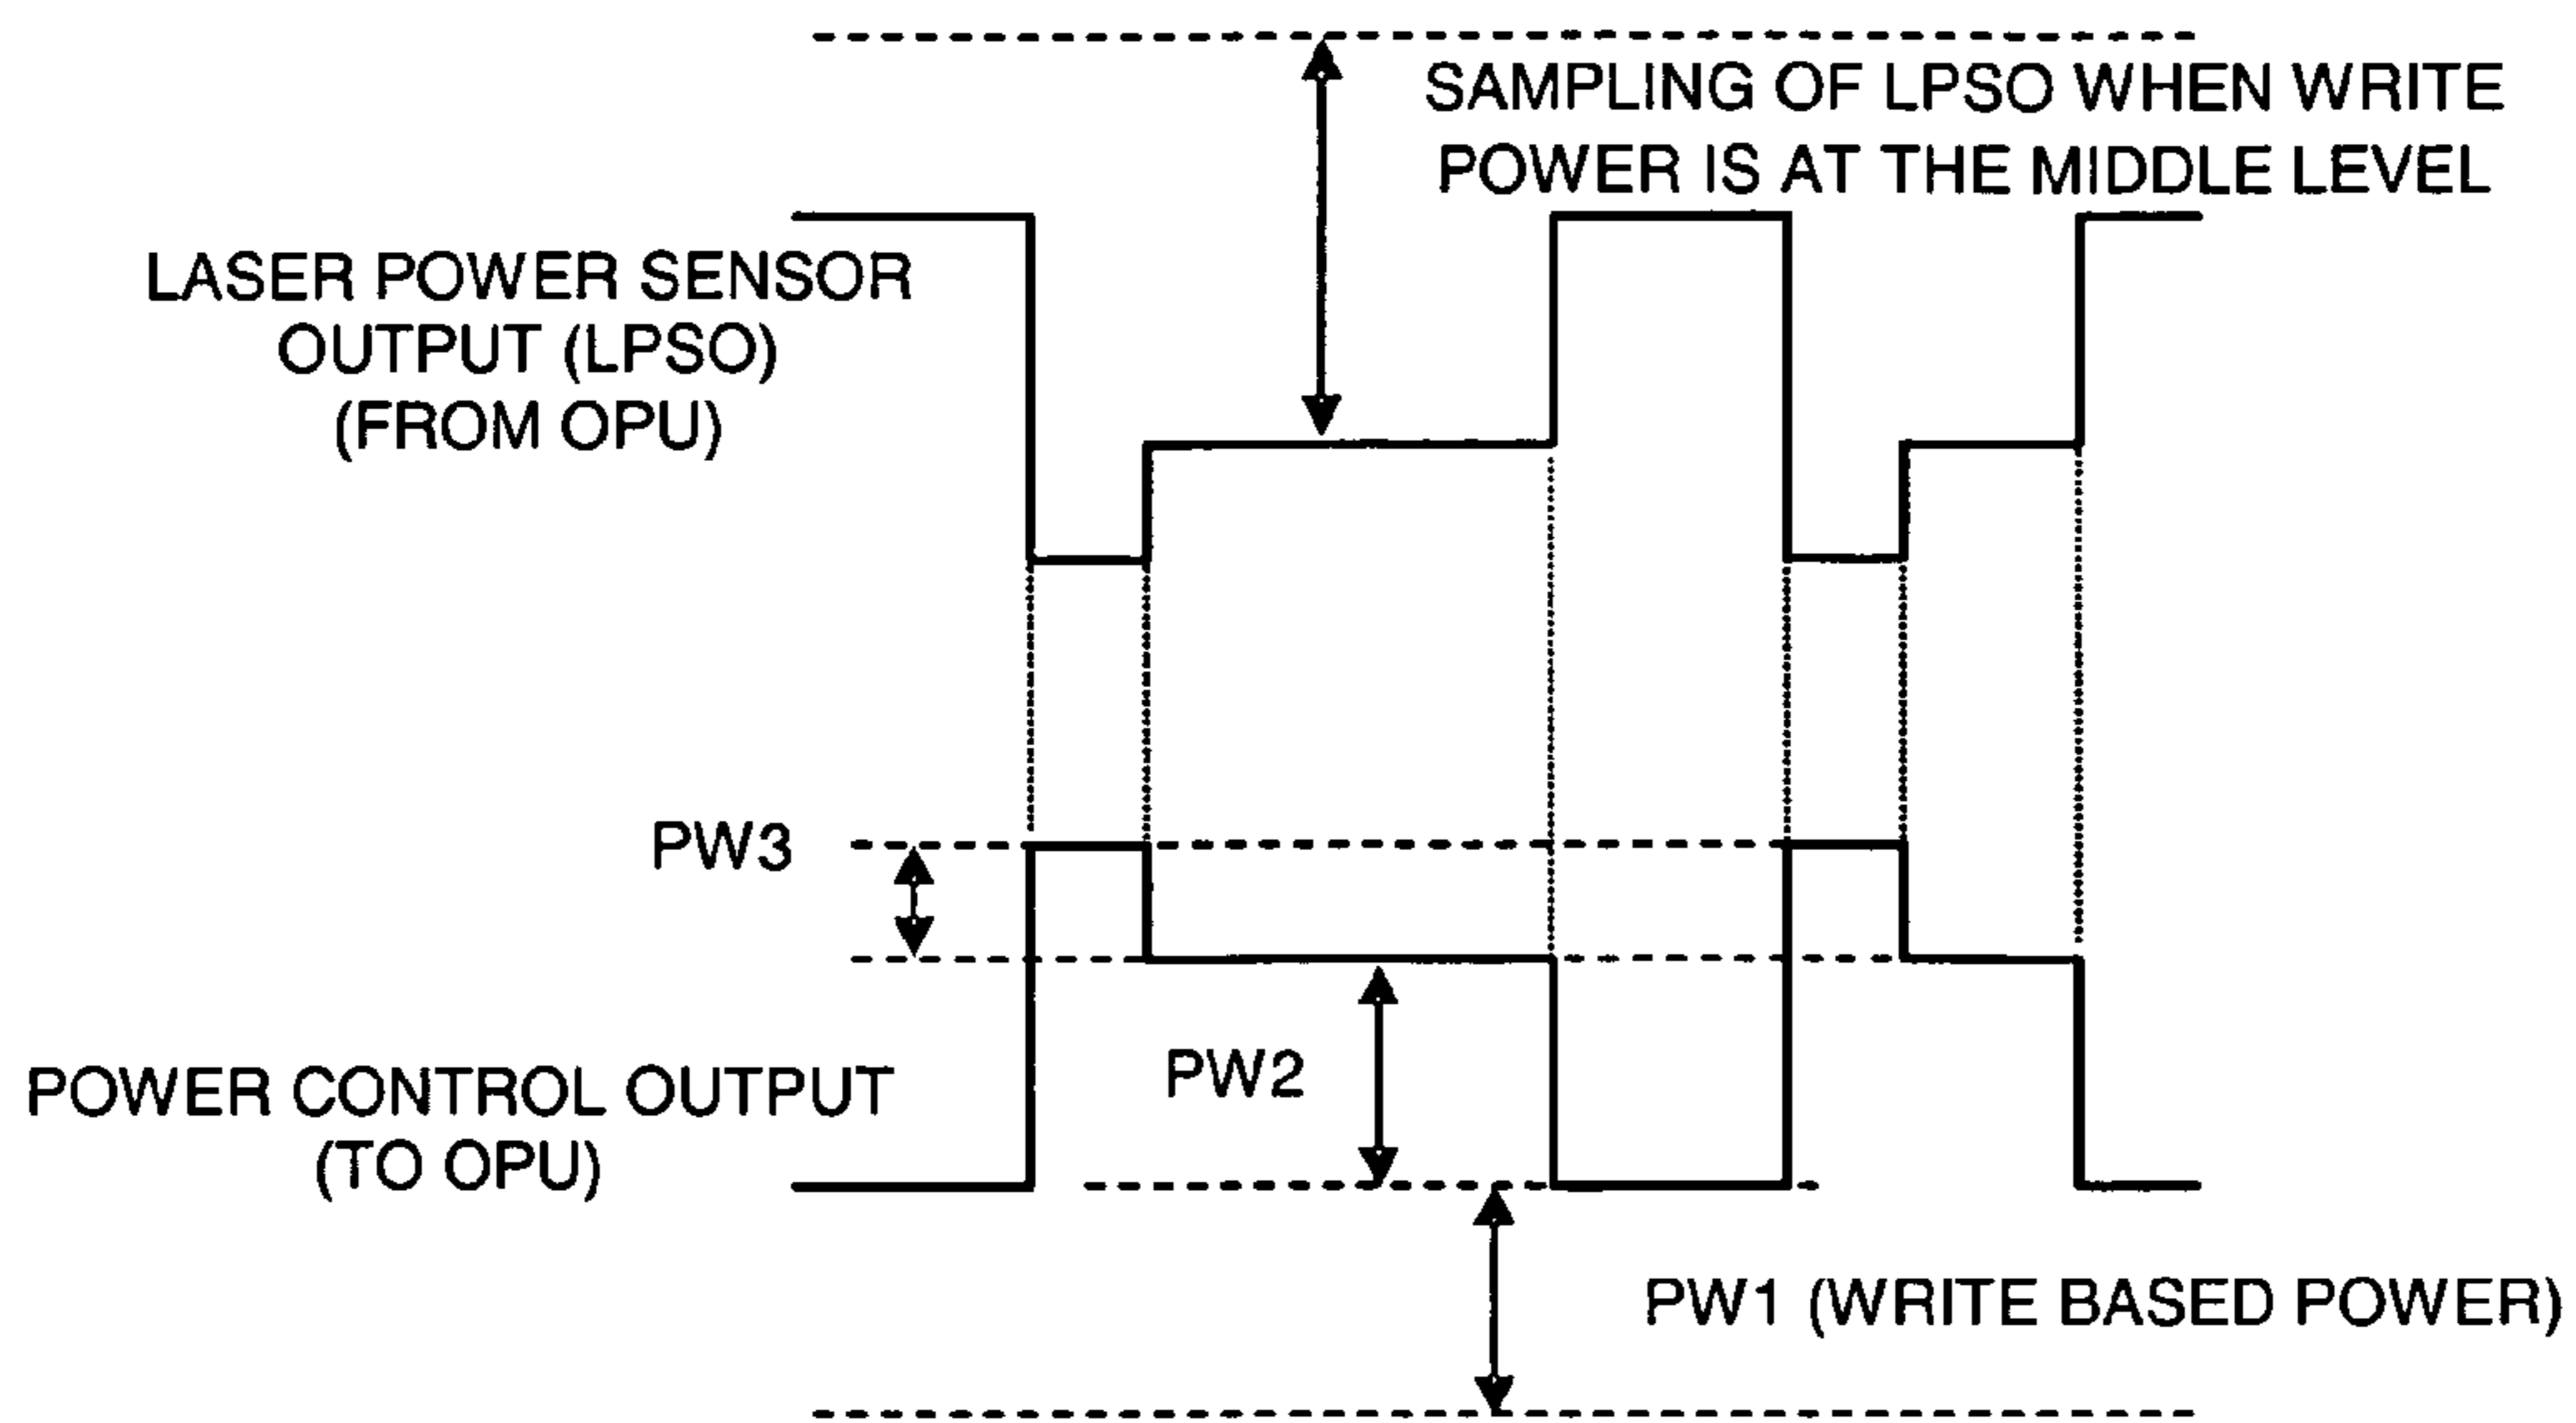 SAMPLING OF LPSO WHEN WRITE
POWER IS AT THE MIDDLE LEVEL
LASER POWER SENSOR
OUTPUT (LPSO)
(FROM OPU)
PW3
PW2
POWER CONTROL OUTPUT
(TO OPU)
PW1 (WRITE BASED POWER)